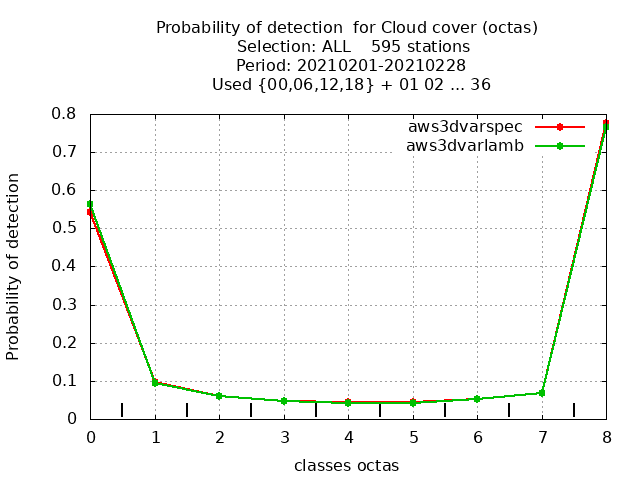 Probability of detection  for Cloud cover (octas)
Selection: ALL    595 stations
Period: 20210201-20210228
Used {00,06,12,18} + 01 02 ... 36
aws3dvarspec
aws3dvarlamb
0.8
0.7
0.6
0.5
0.4
0.3
0.2
0.1
0
Probability of detection
0 1 2 3 4 5 6 7 8
classes octas